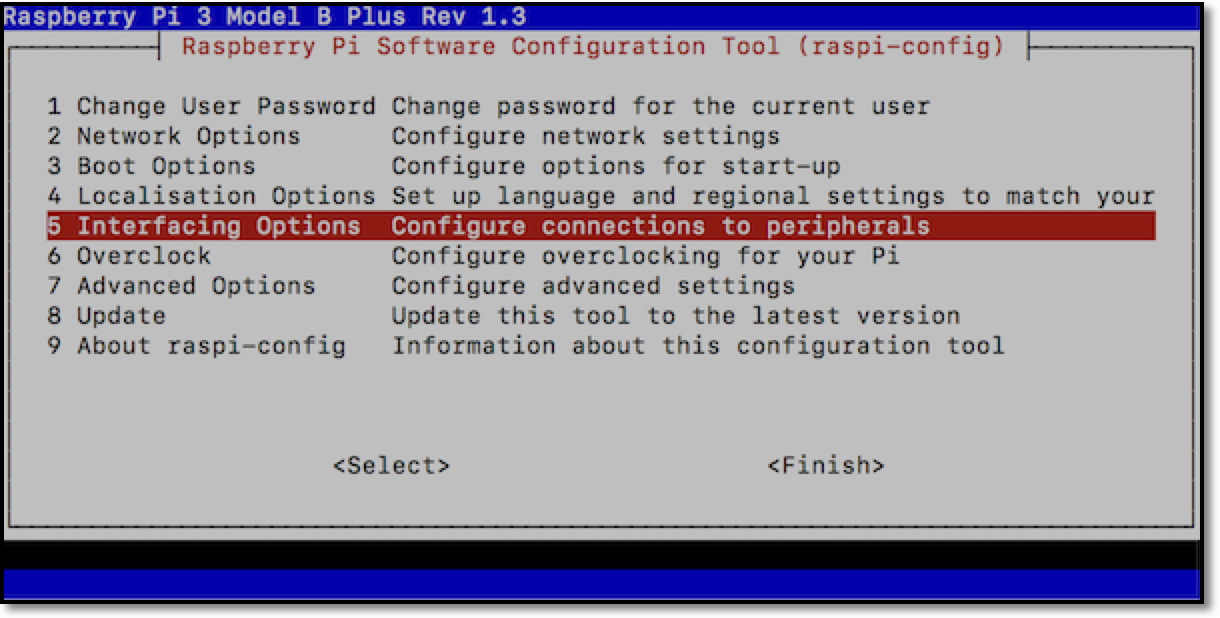 Raspberry Pi 3 Model B Plus Rev 1.3
Raspberry Pi Software Configuration Tool (raspi-config)
1 Change User Password Change password for the current user
2 Network Options Configure network settings
3 Boot Options Configure options for start-up
4 Localisation Options Set up language and regional settings to match your
5 Interfacing Options Configure connections to peripherals
6 Overclock Configure overclocking for your Pi
7 Advanced Options Configure advanced settings
8 Update Update this tool to the latest version
9 About raspi-config Information about this configuration tool
<Select> <Finish>